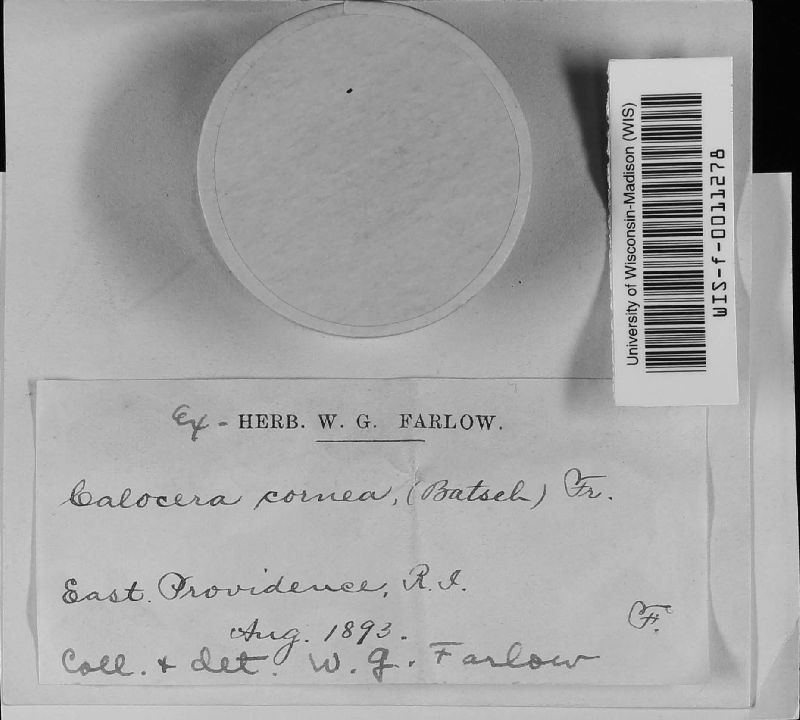 University of Wisconsin-Madison (WIS)
WIS-f-0011278
Ex - HERB. W. G. FARLOW.
Calocera cornea, (Batsch) Fr.
East. Providence, R.I.
Aug. 1893.
F.
Coll. & det. W. G. Farlow